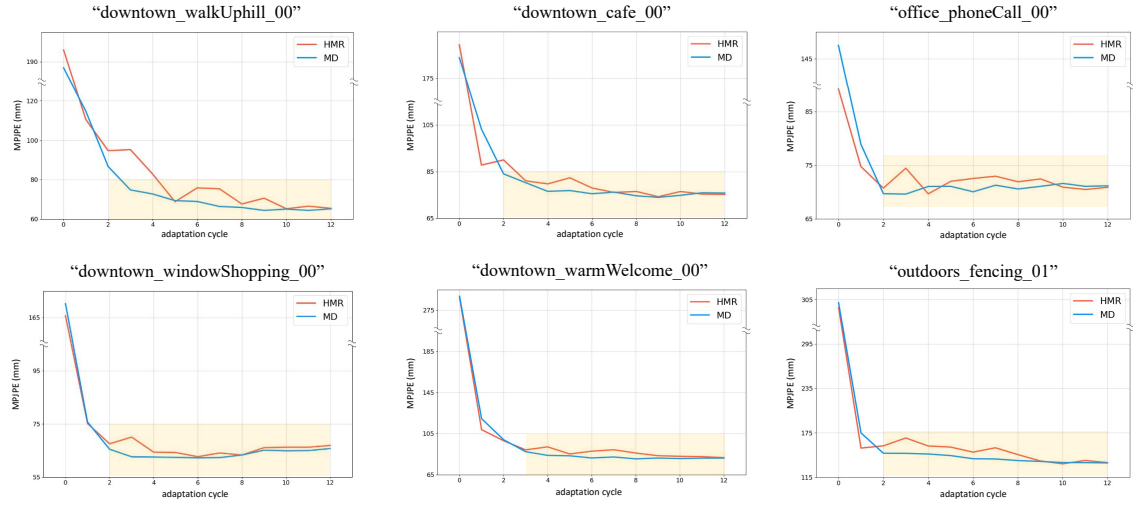 “downtown_walkUphill_00”
HMR
MD
190
120
100
80
60
MPJPE (mm)
0 2 4 6 8 10 12
adaptation cycle
“downtown_cafe_00”
HMR
MD
175
105
85
65
MPJPE (mm)
0 2 4 6 8 10 12
adaptation cycle
“office_phoneCall_00”
HMR
MD
145
85
75
65
MPJPE (mm)
0 2 4 6 8 10 12
adaptation cycle
“downtown_windowShopping_00”
HMR
MD
165
95
75
55
MPJPE (mm)
0 2 4 6 8 10 12
adaptation cycle
“downtown_warmWelcome_00”
HMR
MD
275
185
145
105
65
MPJPE (mm)
0 2 4 6 8 10 12
adaptation cycle
“outdoors_fencing_01”
HMR
MD
305
295
235
175
115
MPJPE (mm)
0 2 4 6 8 10 12
adaptation cycle